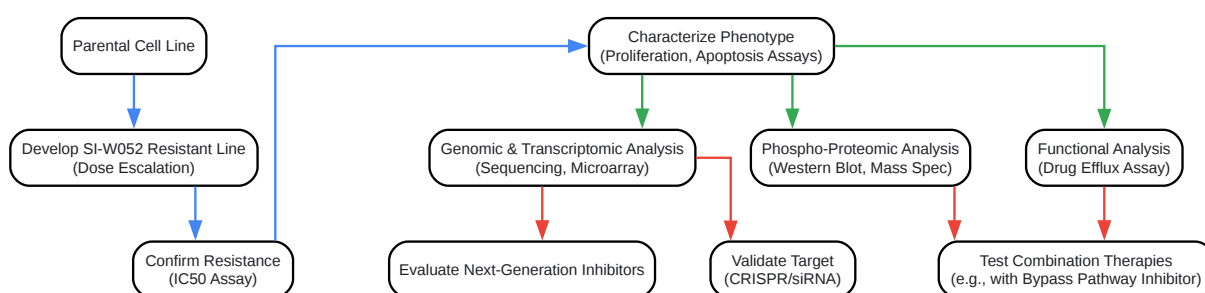 Parental Cell Line
Characterize Phenotype
(Proliferation, Apoptosis Assays)
Develop SI-W052 Resistant Line
(Dose Escalation)
Genomic & Transcriptomic Analysis
(Sequencing, Microarray)
Phospho-Proteomic Analysis
(Western Blot, Mass Spec)
Functional Analysis
(Drug Efflux Assay)
Confirm Resistance
(IC50 Assay)
Evaluate Next-Generation Inhibitors
Validate Target
(CRISPR/siRNA)
Test Combination Therapies
(e.g., with Bypass Pathway Inhibitor)